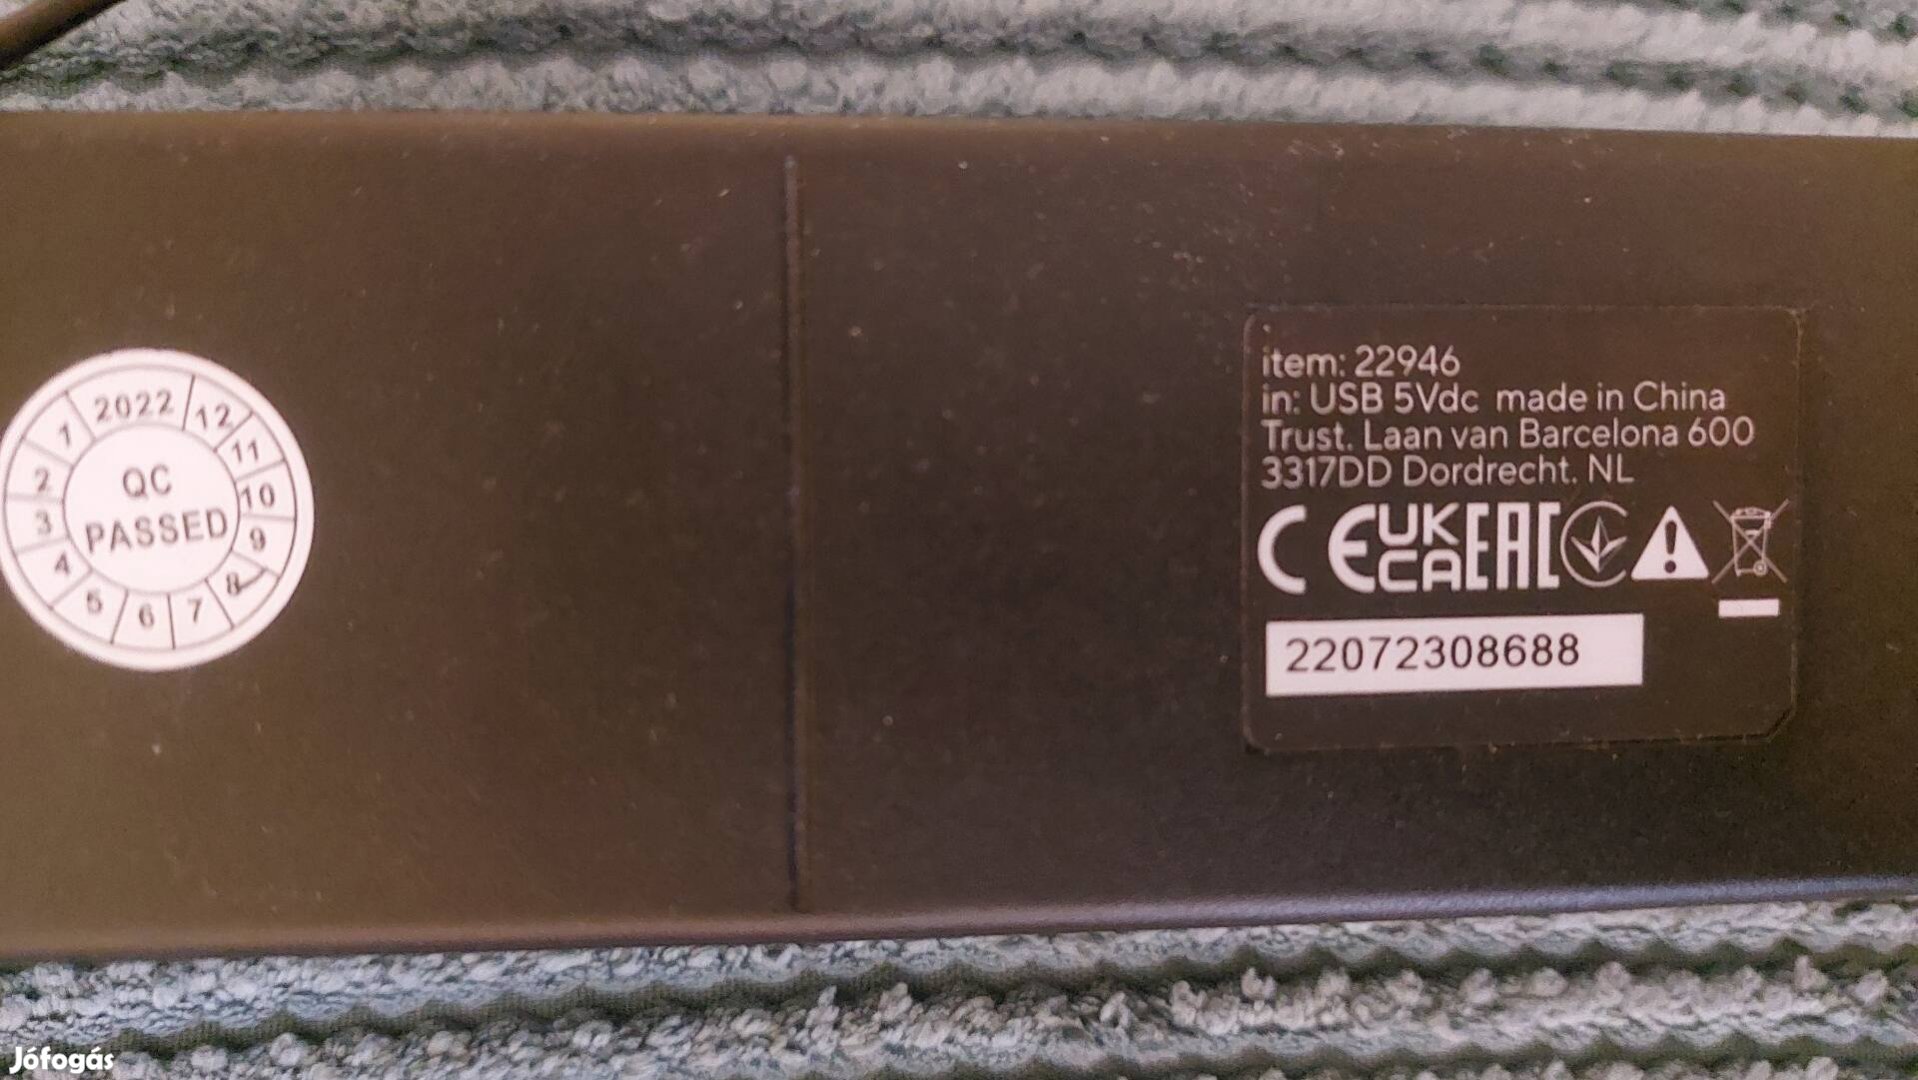 2022
1
2
3
4
5
6
7
8
9
10
11
12
QC
PASSED
item: 22946
in: USB 5Vdc made in China
Trust. Laan van Barcelona 600
3317DD Dordrecht. NL
CE UK CA EAC
22072308688
Jófogás